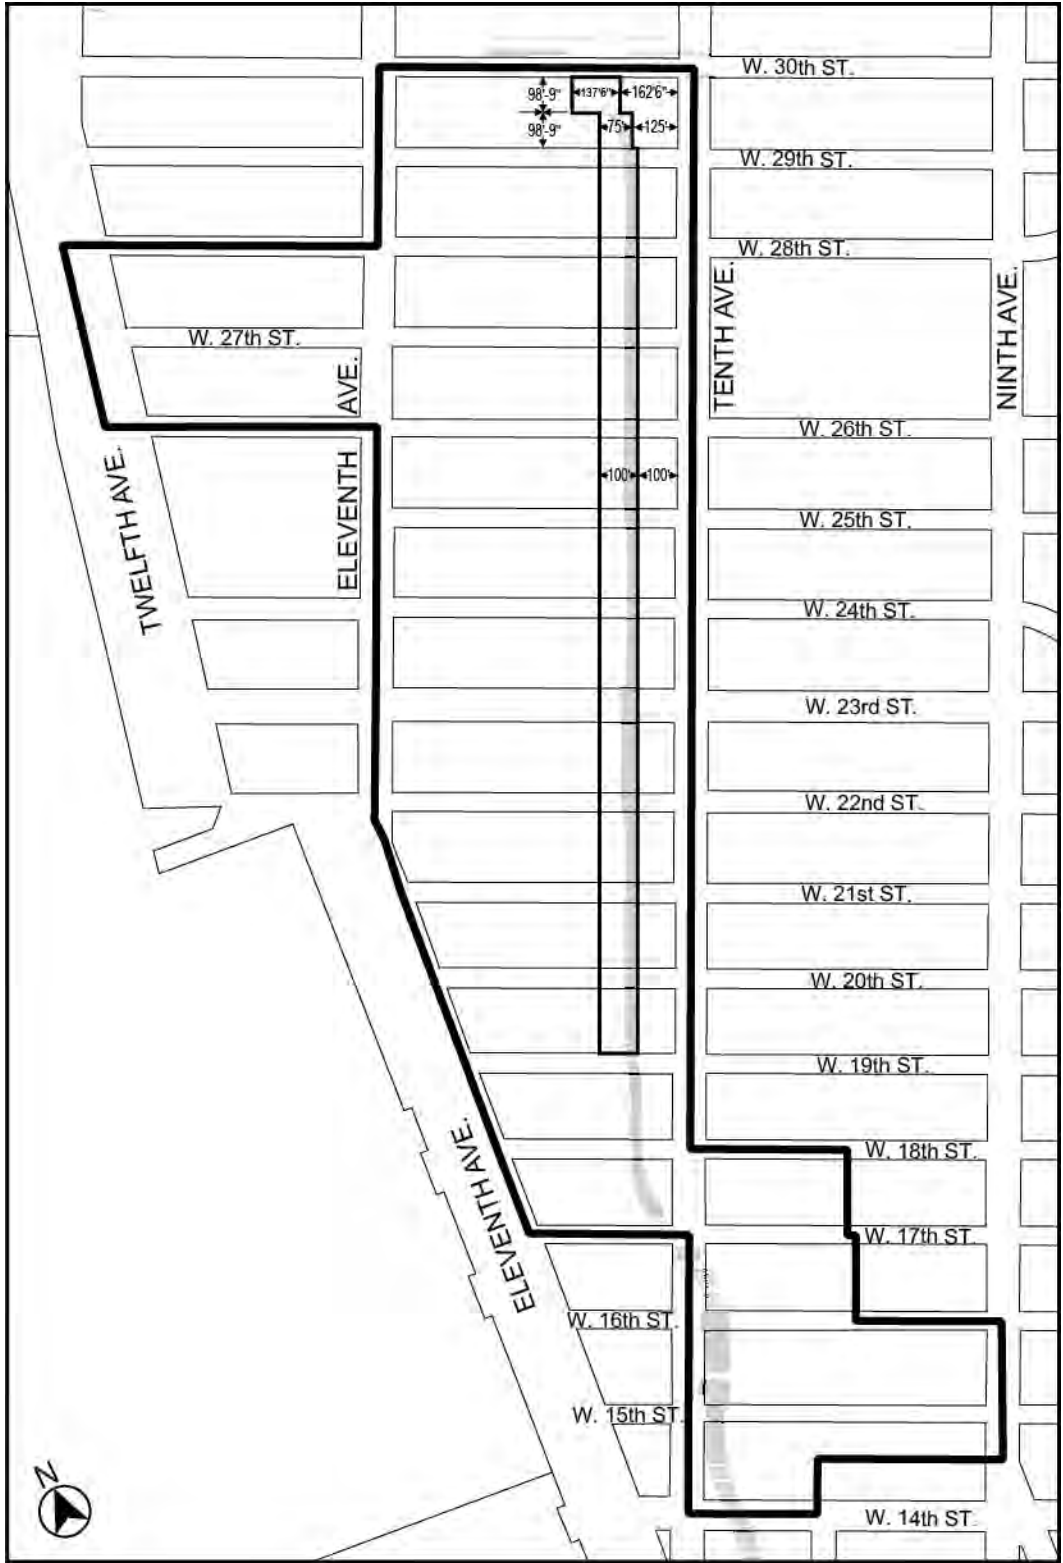 W. 30th ST.
98'-9"
137'6"
162'6"
98'-9"
75'
125'
W. 29th ST.
W. 28th ST.
TENTH AVE.
NINTH AVE.
W. 27th ST.
ELEVENTH AVE.
W. 26th ST.
TWELFTH AVE.
100'
100'
W. 25th ST.
W. 24th ST.
W. 23rd ST.
W. 22nd ST.
W. 21st ST.
W. 20th ST.
W. 19th ST.
ELEVENTH AVE.
W. 18th ST.
W. 17th ST.
W. 16th ST.
W. 15th ST.
N
W. 14th ST.